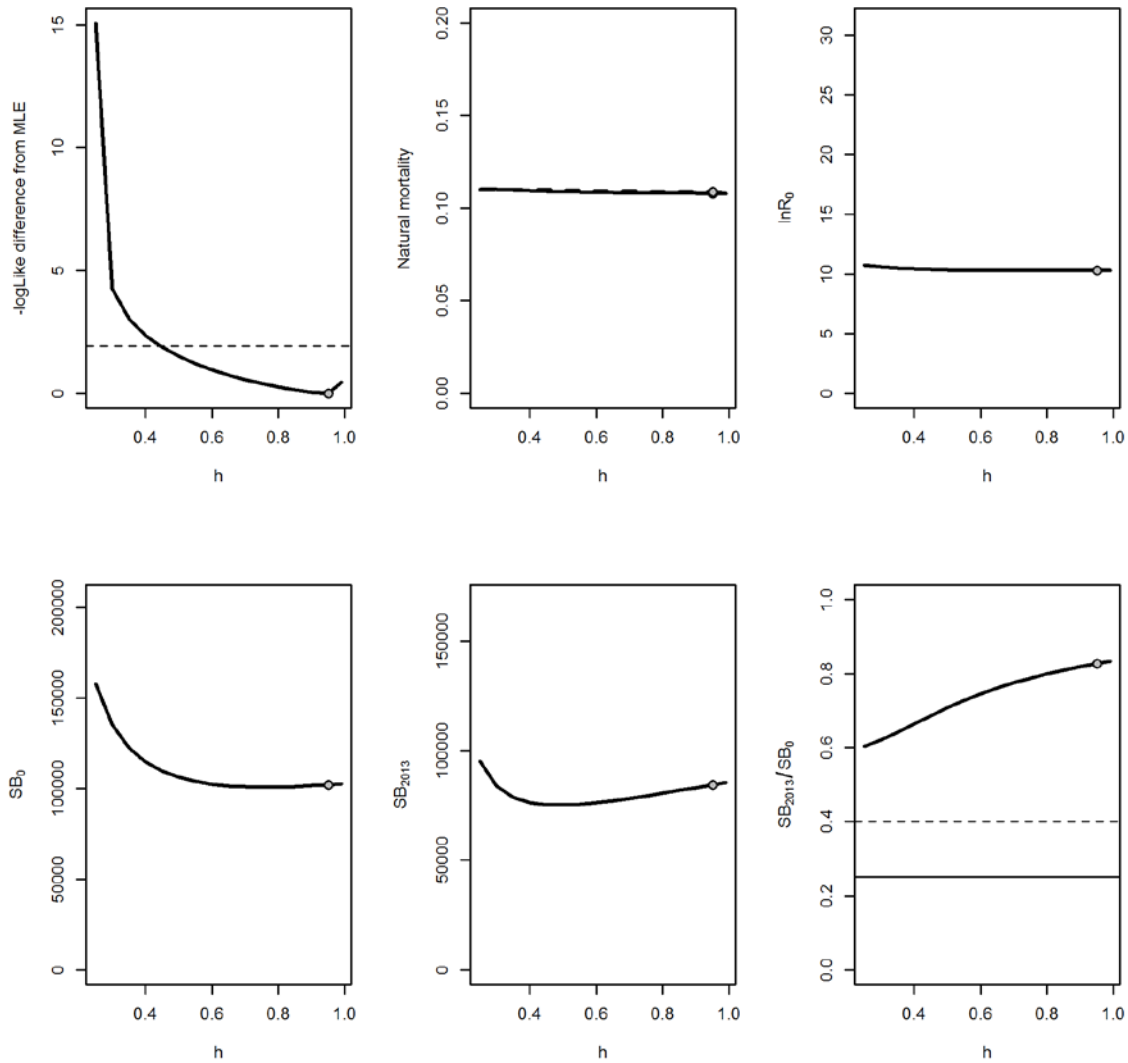 -logLike difference from MLE
15
10
5
0
0.4 0.6 0.8 1.0
h
Natural mortality
0.20
0.15
0.10
0.05
0.00
0.4 0.6 0.8 1.0
h
lnR₀
30
25
20
15
10
5
0
0.4 0.6 0.8 1.0
h
SB₀
200000
150000
100000
50000
0
0.4 0.6 0.8 1.0
h
SB₂₀₁₃
150000
100000
50000
0
0.4 0.6 0.8 1.0
h
SB₂₀₁₃/SB₀
1.0
0.8
0.6
0.4
0.2
0.0
0.4 0.6 0.8 1.0
h